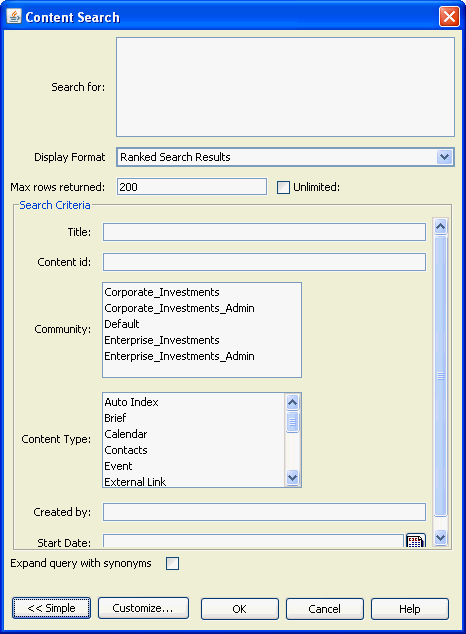 Content Search
Search for:
Display Format Ranked Search Results
Max rows returned: 200 Unlimited:
Search Criteria
Title:
Content id:
Community:
Corporate_Investments
Corporate_Investments_Admin
Default
Enterprise_Investments
Enterprise_Investments_Admin
Content Type:
Auto Index
Brief
Calendar
Contacts
Event
External Link
Created by:
Start Date:
Expand query with synonyms
<< Simple Customize... OK Cancel Help